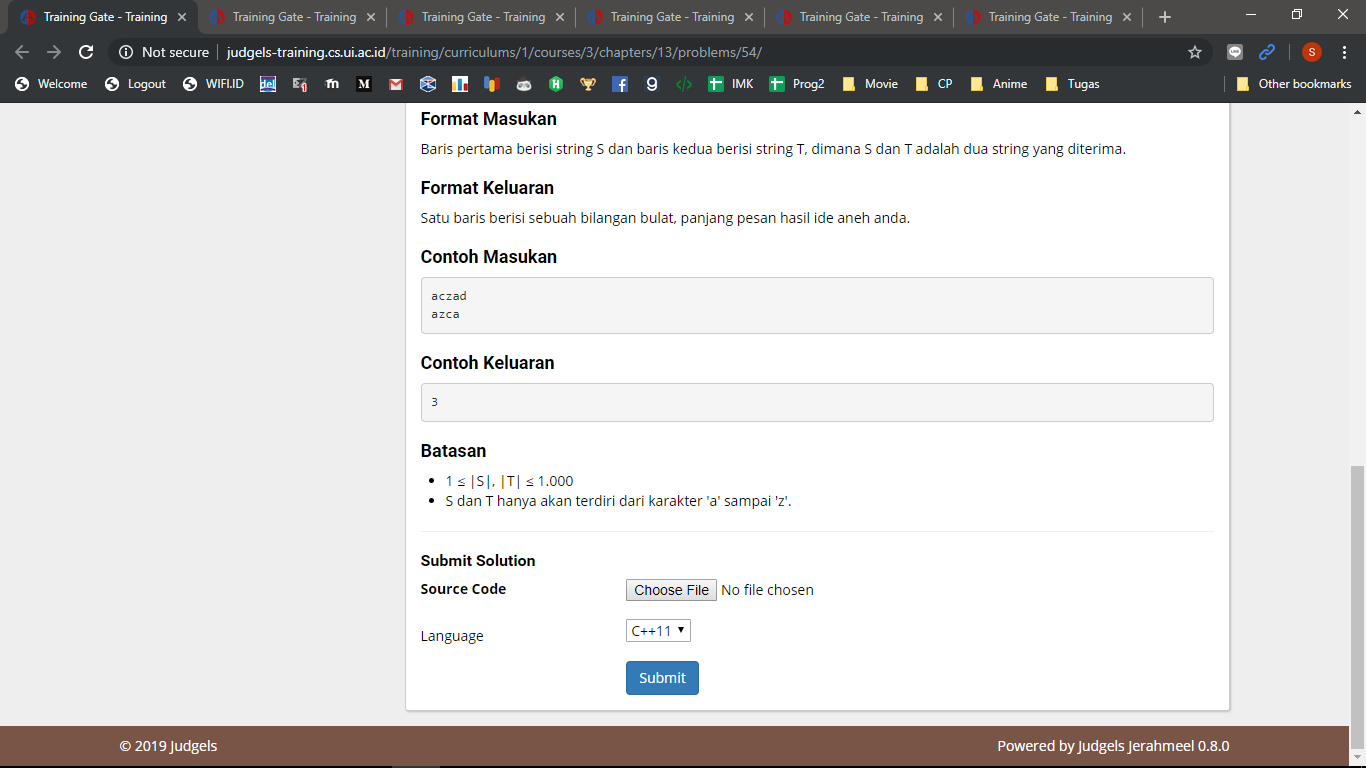 Training Gate - Training
Training Gate - Training
Training Gate - Training
Training Gate - Training
Training Gate - Training
Training Gate - Training
Not secure
judgels-training.cs.ui.ac.id/training/curriculums/1/courses/3/chapters/13/problems/54/
S
Welcome
Logout
WIFI.ID
IMK
Prog2
Movie
CP
Anime
Tugas
Other bookmarks
Format Masukan
Baris pertama berisi string S dan baris kedua berisi string T, dimana S dan T adalah dua string yang diterima.
Format Keluaran
Satu baris berisi sebuah bilangan bulat, panjang pesan hasil ide aneh anda.
Contoh Masukan
aczad
azca
Contoh Keluaran
3
Batasan
1 ≤ |S|, |T| ≤ 1.000
S dan T hanya akan terdiri dari karakter 'a' sampai 'z'.
Submit Solution
Source Code
Choose File No file chosen
Language
C++11
Submit
© 2019 Judgels
Powered by Judgels Jerahmeel 0.8.0